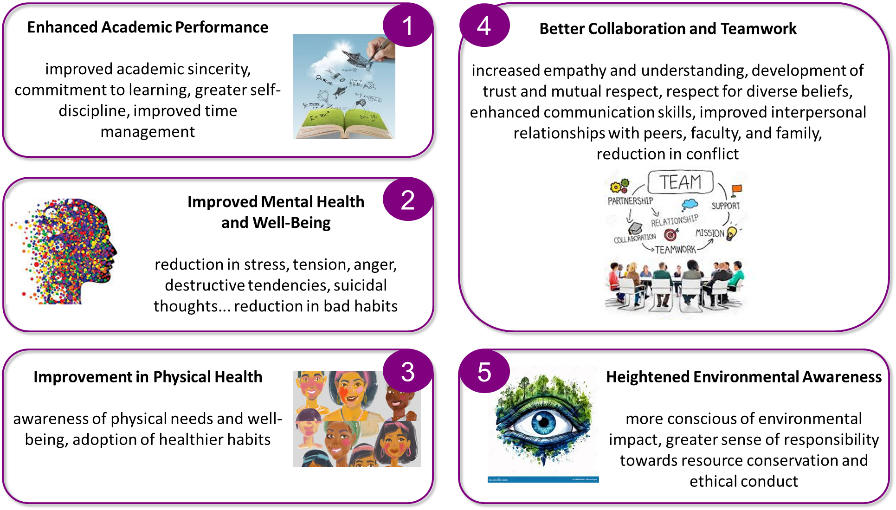 1
Enhanced Academic Performance
improved academic sincerity,
commitment to learning, greater self-
discipline, improved time
management
2
Improved Mental Health
and Well-Being
reduction in stress, tension, anger,
destructive tendencies, suicidal
thoughts... reduction in bad habits
3
Improvement in Physical Health
awareness of physical needs and well-
being, adoption of healthier habits
4
Better Collaboration and Teamwork
increased empathy and understanding, development of
trust and mutual respect, respect for diverse beliefs,
enhanced communication skills, improved interpersonal
relationships with peers, faculty, and family,
reduction in conflict
TEAM
PARTNERSHIP
SUPPORT
RELATIONSHIP
COLLABORATION
MISSION
TEAMWORK
5
Heightened Environmental Awareness
more conscious of environmental
impact, greater sense of responsibility
towards resource conservation and
ethical conduct